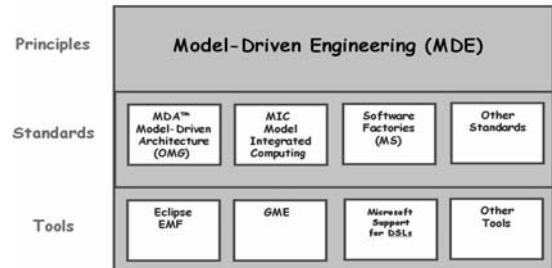 Principles
Model-Driven Engineering (MDE)
Standards
MDA™
Model-Driven
Architecture
(OMG)
MIC
Model
Integrated
Computing
Software
Factories
(MS)
Other
Standards
Tools
Eclipse
EMF
GME
Microsoft
Support
for DSLs
Other
Tools